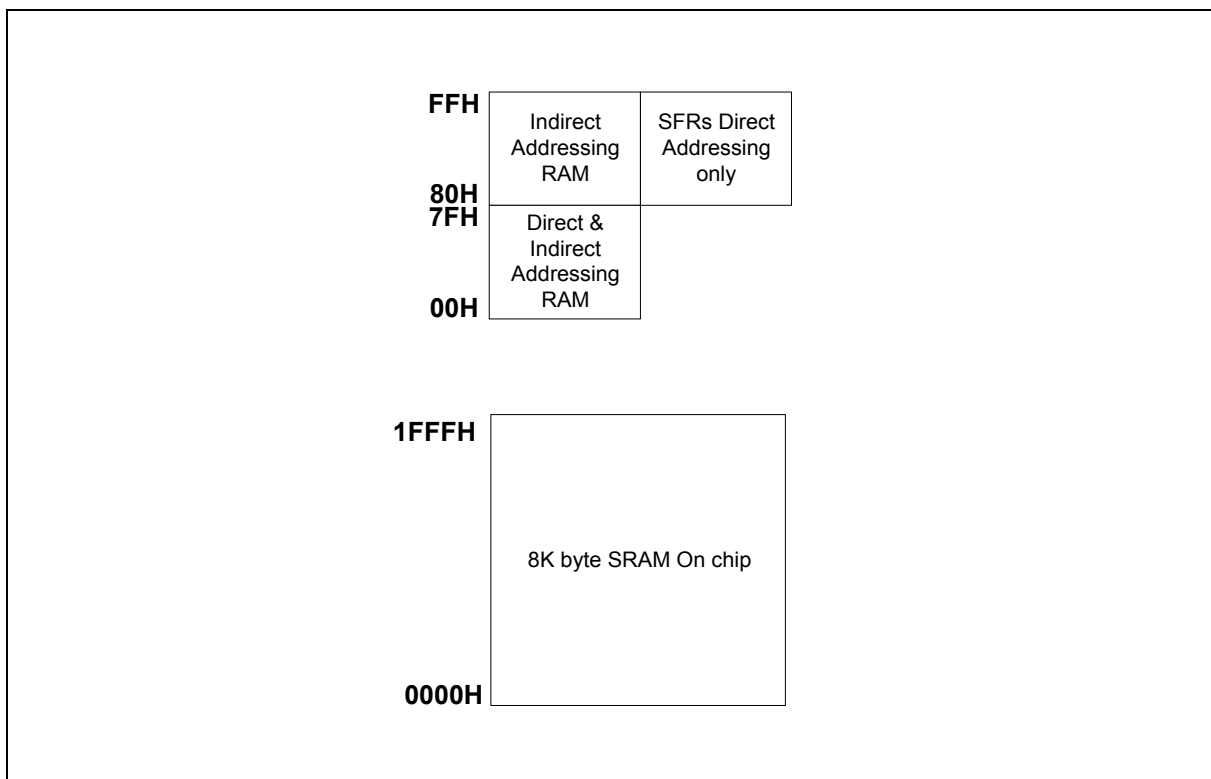 FFH
Indirect
Addressing
RAM
SFRs Direct
Addressing
only
80H
7FH
Direct &
Indirect
Addressing
RAM
00H
1FFFH
8K byte SRAM On chip
0000H